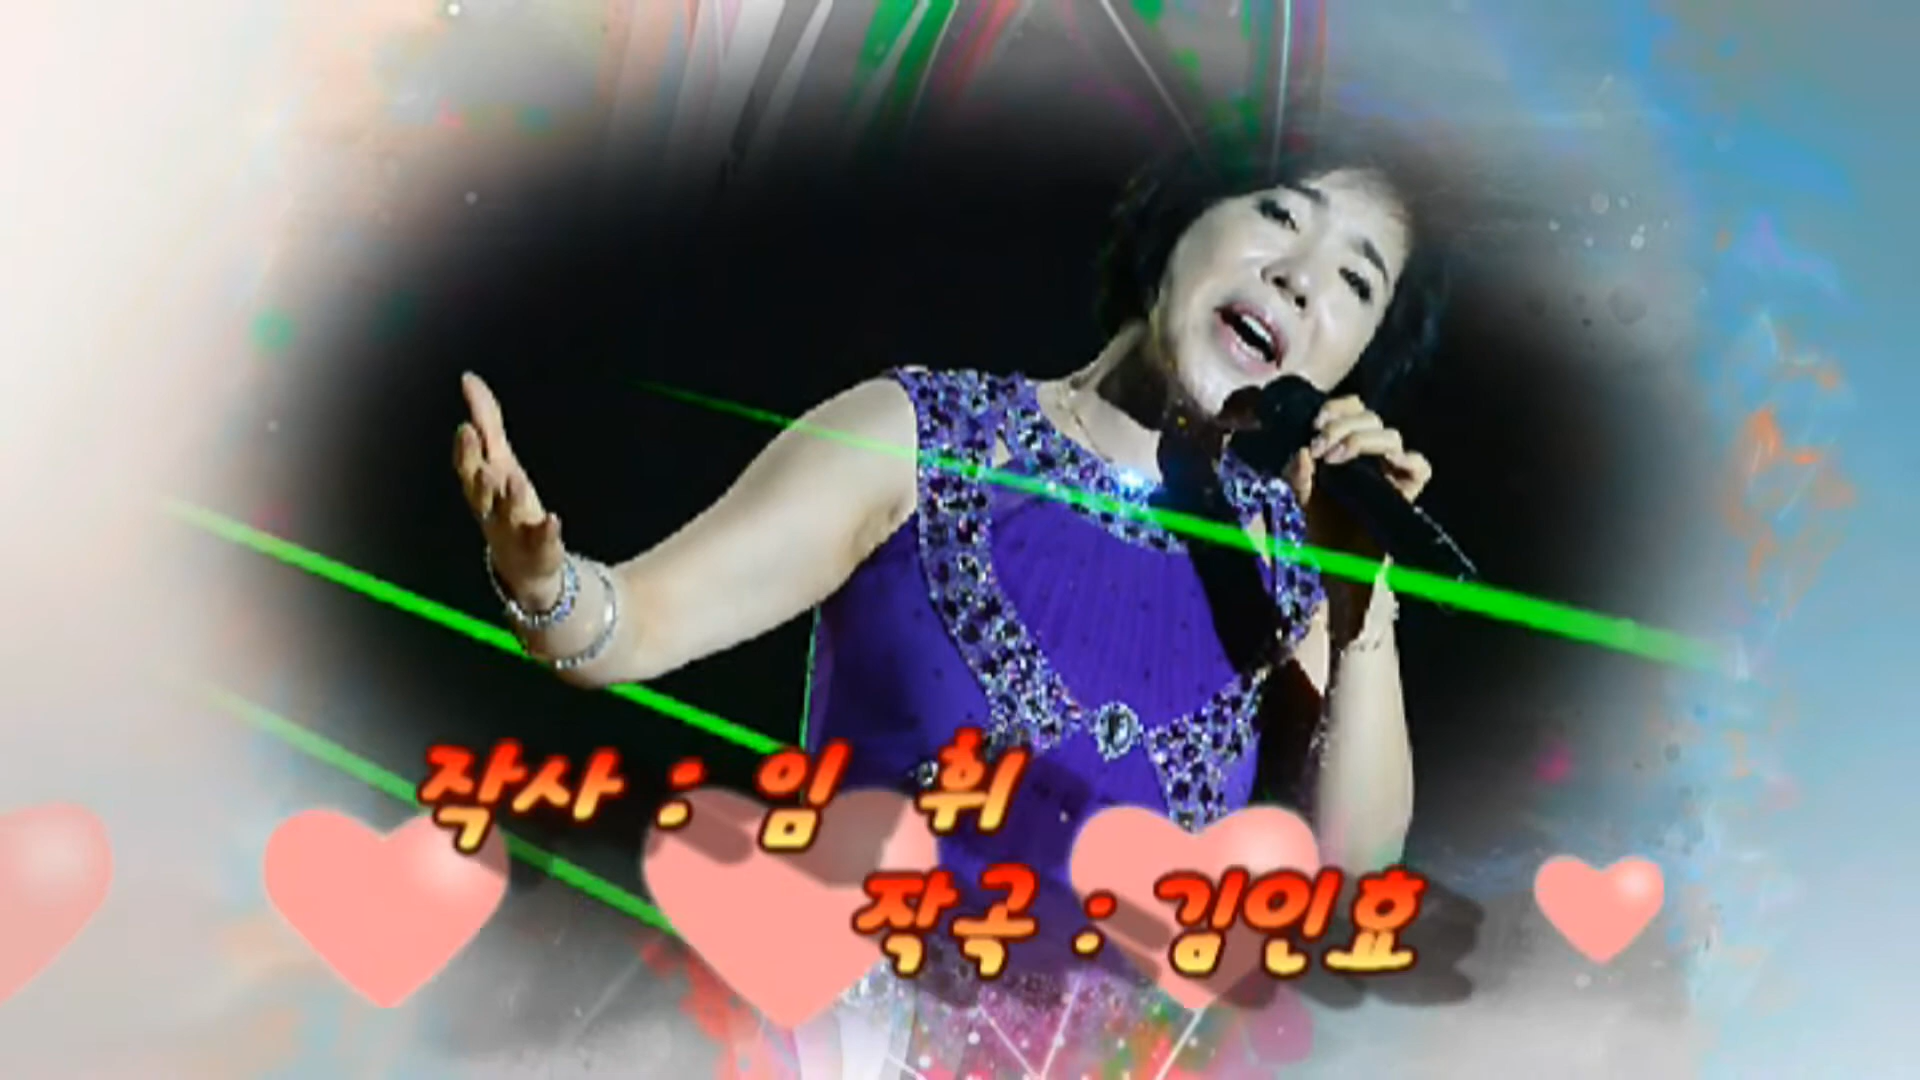 작사 : 임 휘
작곡 : 김인효